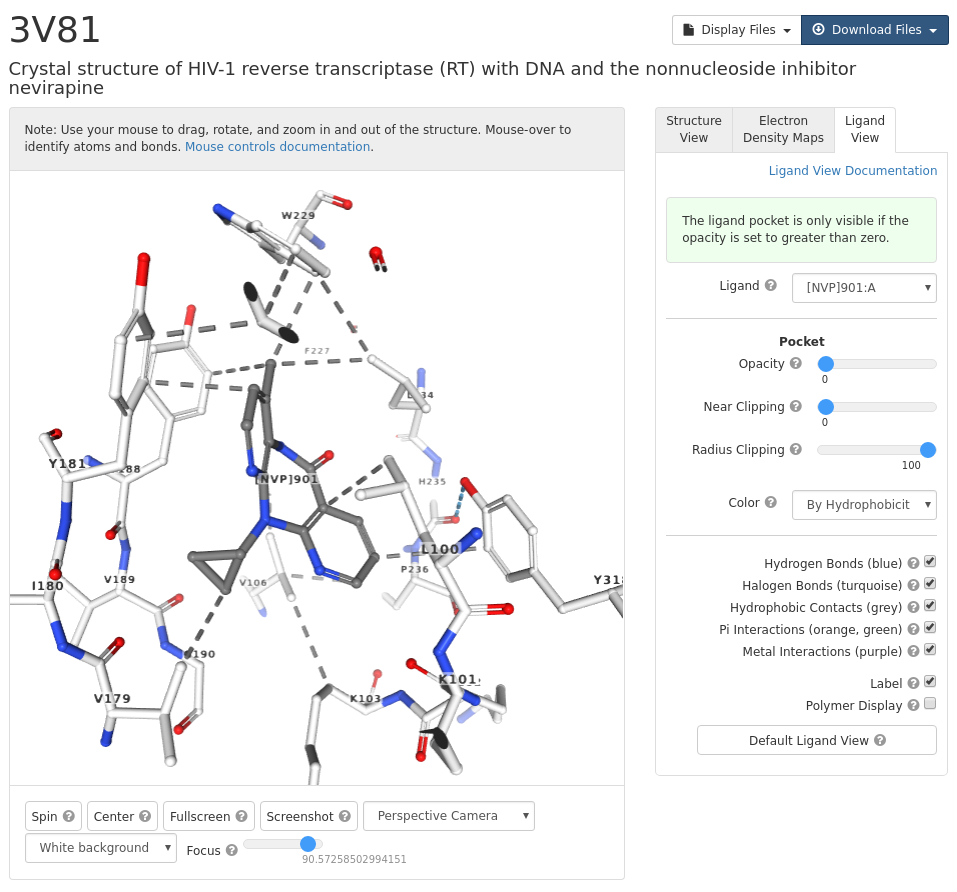 3V81
Display Files
Download Files
Crystal structure of HIV-1 reverse transcriptase (RT) with DNA and the nonnucleoside inhibitor
nevirapine
Note: Use your mouse to drag, rotate, and zoom in and out of the structure. Mouse-over to
identify atoms and bonds. Mouse controls documentation.
Structure
View
Electron
Density Maps
Ligand
View
Ligand View Documentation
The ligand pocket is only visible if the
opacity is set to greater than zero.
Ligand ?
[NVP]901:A
Pocket
Opacity ?
0
Near Clipping ?
0
Radius Clipping ?
100
Color ?
By Hydrophobicit
Hydrogen Bonds (blue) ?
Halogen Bonds (turquoise) ?
Hydrophobic Contacts (grey) ?
Pi Interactions (orange, green) ?
Metal Interactions (purple) ?
Label ?
Polymer Display ?
Default Ligand View ?
W229
F227
H235
Y181
[NVP]901
L100
P236
I180
V189
V106
V179
K103
K101
Spin ?
Center ?
Fullscreen ?
Screenshot ?
Perspective Camera
White background
Focus ?
90.57258502994151